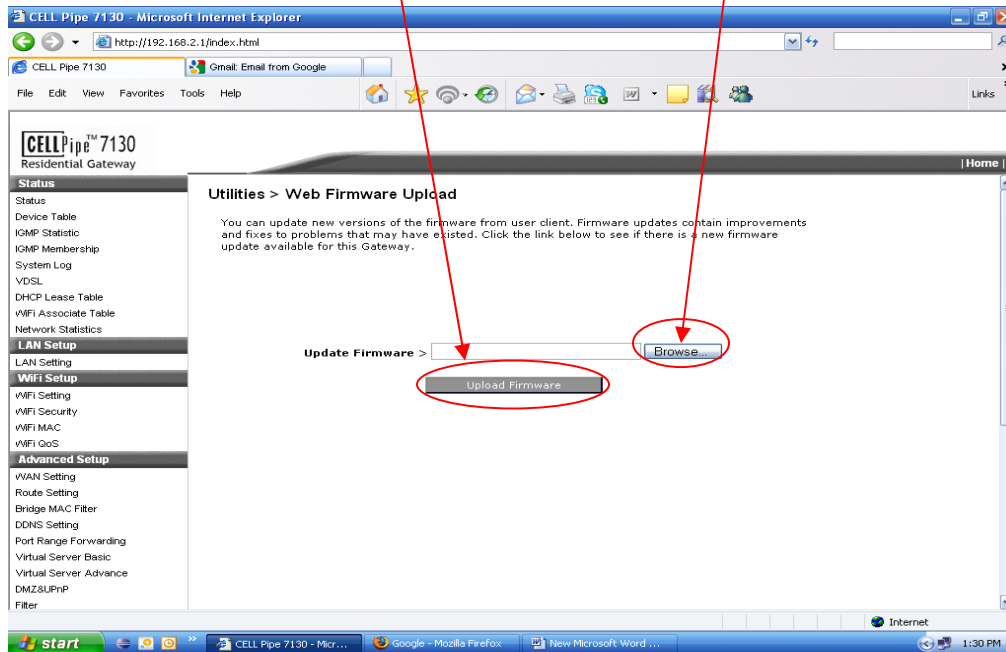 CELL Pipe 7130 - Microsoft Internet Explorer
http://192.168.2.1/index.html
CELL Pipe 7130
Gmail: Email from Google
File Edit View Favorites Tools Help
Links
CELLPipe™ 7130
Residential Gateway
| Home |
Status
Status
Device Table
IGMP Statistic
IGMP Membership
System Log
VDSL
DHCP Lease Table
WiFi Associate Table
Network Statistics
LAN Setup
LAN Setting
WiFi Setup
WiFi Setting
WiFi Security
WiFi MAC
WiFi QoS
Advanced Setup
WAN Setting
Route Setting
Bridge MAC Filter
DDNS Setting
Port Range Forwarding
Virtual Server Basic
Virtual Server Advance
DMZ&UPnP
Filter
Utilities > Web Firmware Upload
You can update new versions of the firmware from user client. Firmware updates contain improvements
and fixes to problems that may have existed. Click the link below to see if there is a new firmware
update available for this Gateway.
Update Firmware >
Browse...
Upload Firmware
Internet
start
CELL Pipe 7130 - Micr...
Google - Mozilla Firefox
New Microsoft Word ...
1:30 PM